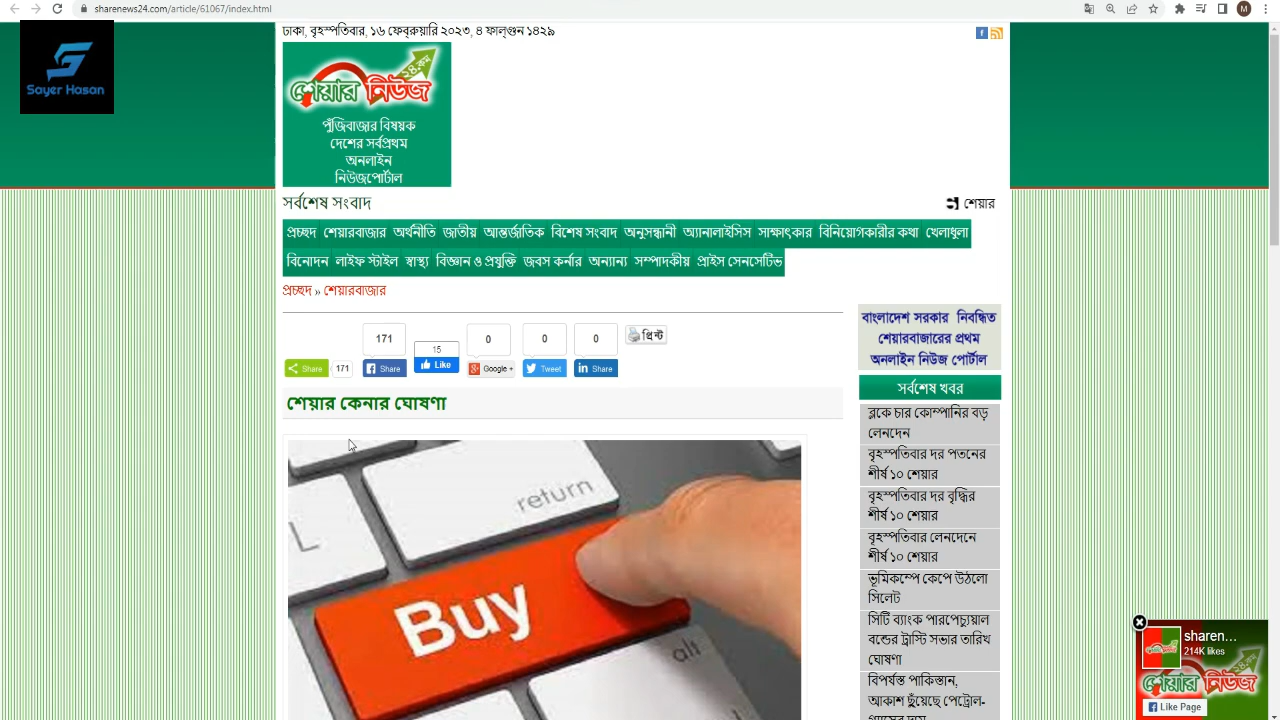 sharenews24.com/article/61067/index.html
M
Sayer Hasan
ঢাকা, বৃহস্পতিবার, ১৬ ফেব্রুয়ারি ২০২৩, ৪ ফাল্গুন ১৪২৯
শেয়ার নিউজ ২৪.কম
পুঁজিবাজার বিষয়ক
দেশের সর্বপ্রথম
অনলাইন
নিউজপোর্টাল
সর্বশেষ সংবাদ
শেয়ার
প্রচ্ছদ শেয়ারবাজার অর্থনীতি জাতীয় আন্তর্জাতিক বিশেষ সংবাদ অনুসন্ধানী অ্যানালাইসিস সাক্ষাৎকার বিনিয়োগকারীর কথা খেলাধুলা
বিনোদন লাইফ স্টাইল স্বাস্থ্য বিজ্ঞান ও প্রযুক্তি জবস কর্নার অন্যান্য সম্পাদকীয় প্রাইস সেনসেটিভ
প্রচ্ছদ » শেয়ারবাজার
171 15 0 0 0 প্রিন্ট
Share 171 Share Like Google + Tweet Share
শেয়ার কেনার ঘোষণা
return
L
Buy
alt
বাংলাদেশ সরকার নিবন্ধিত
শেয়ারবাজারের প্রথম
অনলাইন নিউজ পোর্টাল
সর্বশেষ খবর
ব্লকে চার কোম্পানির বড়
লেনদেন
বৃহস্পতিবার দর পতনের
শীর্ষ ১০ শেয়ার
বৃহস্পতিবার দর বৃদ্ধির
শীর্ষ ১০ শেয়ার
বৃহস্পতিবার লেনদেনে
শীর্ষ ১০ শেয়ার
ভূমিকম্পে কেপে উঠলো
সিলেট
সিটি ব্যাংক পারপেচ্যুয়াল
বন্ডের ট্রাস্টি সভার তারিখ
ঘোষণা
বিপর্যস্ত পাকিস্তান,
আকাশ ছুঁয়েছে পেট্রোল-
sharen...
214K likes
শেয়ার নিউজ ২৪.কম
Like Page